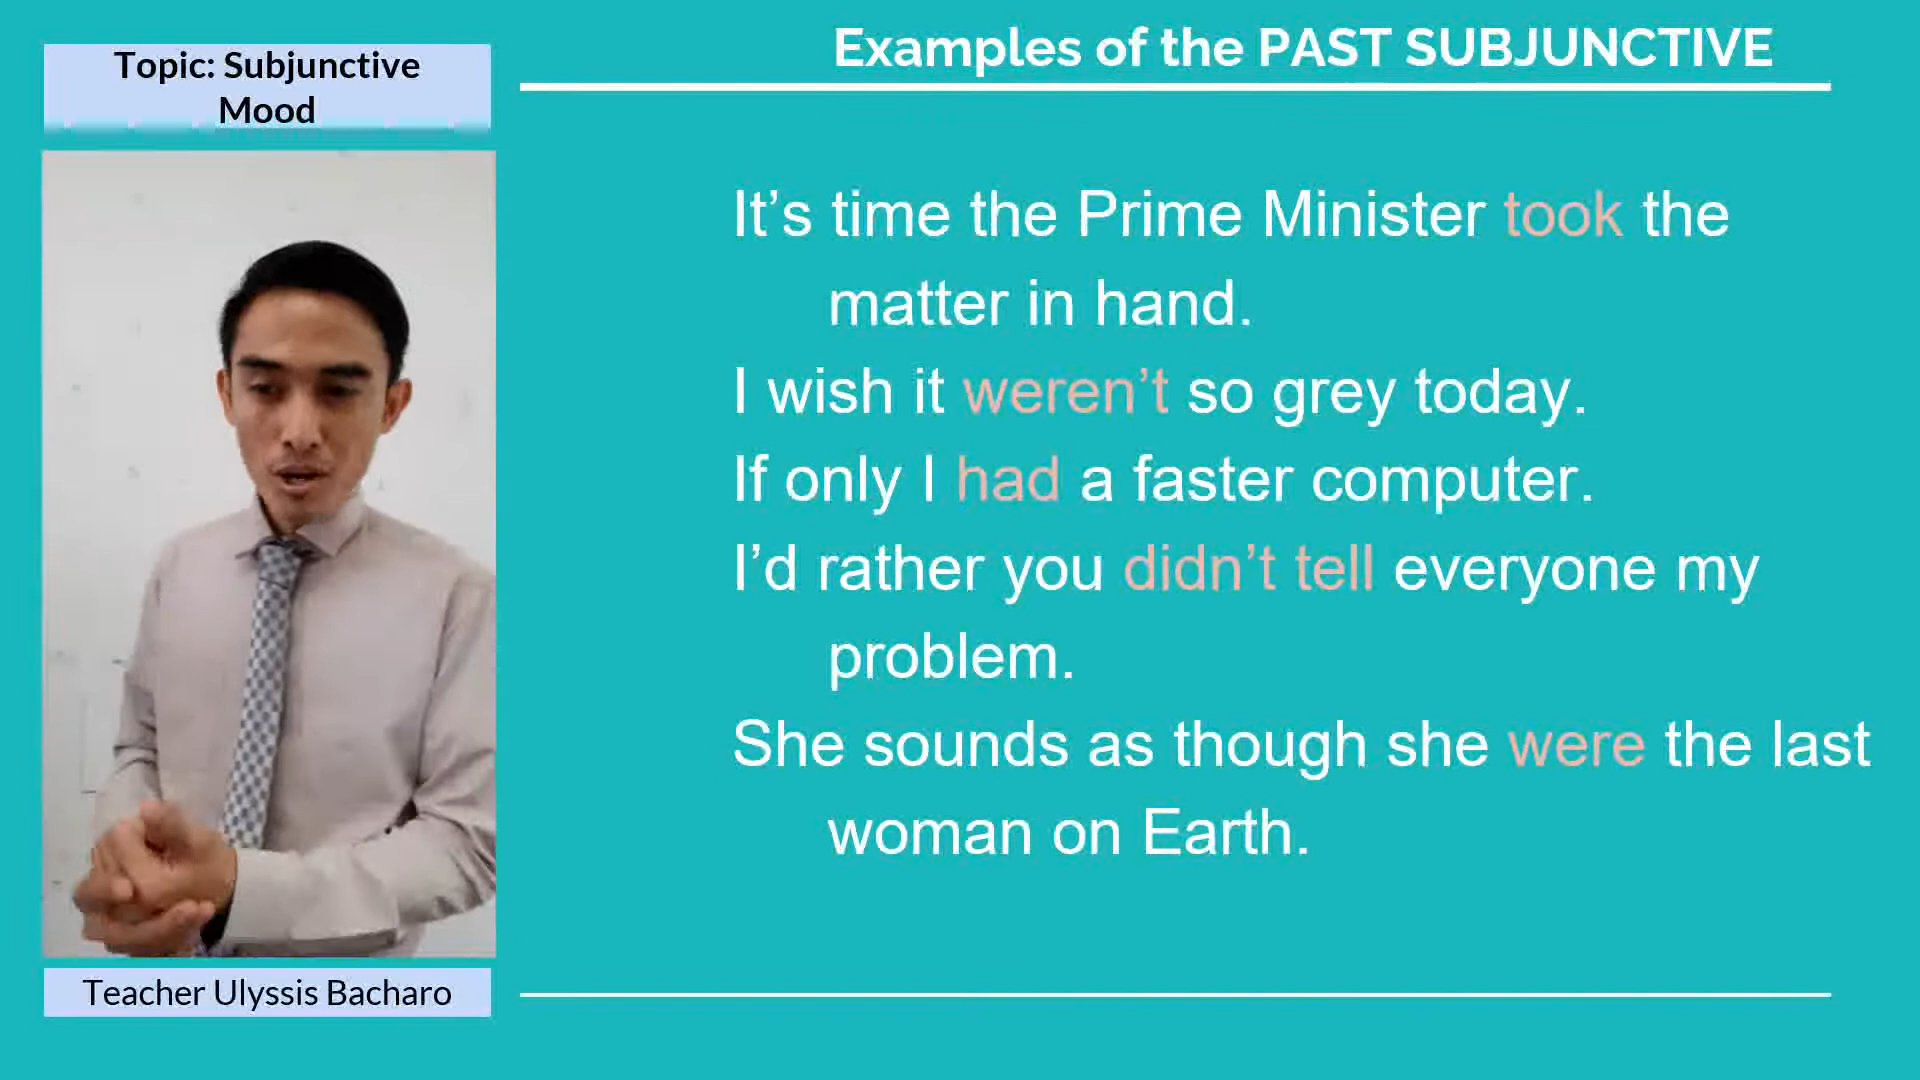 Topic: Subjunctive
Mood
Examples of the PAST SUBJUNCTIVE
It’s time the Prime Minister took the
matter in hand.
I wish it weren’t so grey today.
If only I had a faster computer.
I’d rather you didn’t tell everyone my
problem.
She sounds as though she were the last
woman on Earth.
Teacher Ulyssis Bacharo